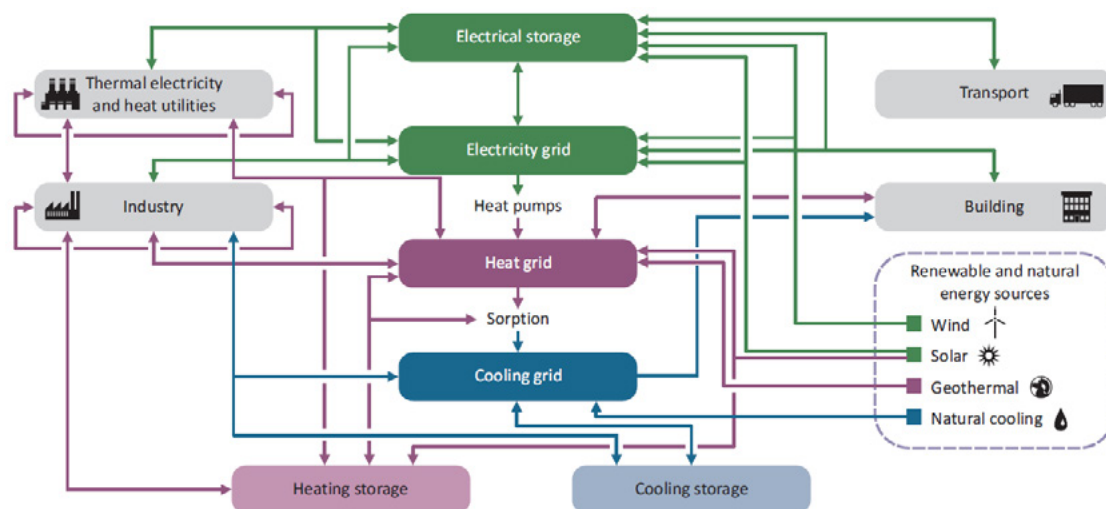 Electrical storage
Thermal electricity
and heat utilities
Transport
Electricity grid
Industry
Heat pumps
Building
Heat grid
Renewable and natural
energy sources
Sorption
Wind
Solar
Cooling grid
Geothermal
Natural cooling
Heating storage
Cooling storage